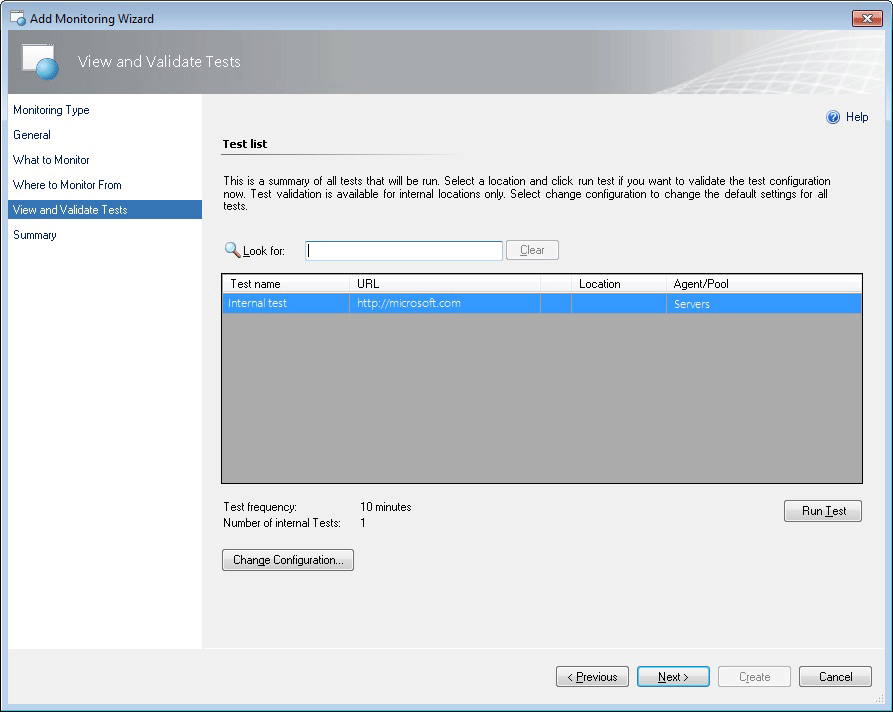 Add Monitoring Wizard
View and Validate Tests
Monitoring Type
General
What to Monitor
Where to Monitor From
View and Validate Tests
Summary
Help
Test list
This is a summary of all tests that will be run. Select a location and click run test if you want to validate the test configuration
now. Test validation is available for internal locations only. Select change configuration to change the default settings for all
tests.
Look for:
Clear
Test name URL Location Agent/Pool
Internal test http://microsoft.com Servers
Test frequency: 10 minutes
Number of internal Tests: 1
Run Test
Change Configuration...
< Previous Next > Create Cancel